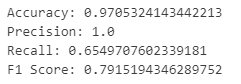 Accuracy: 0.9705324143442213
Precision: 1.0
Recall: 0.6549707602339181
F1 Score: 0.7915194346289752